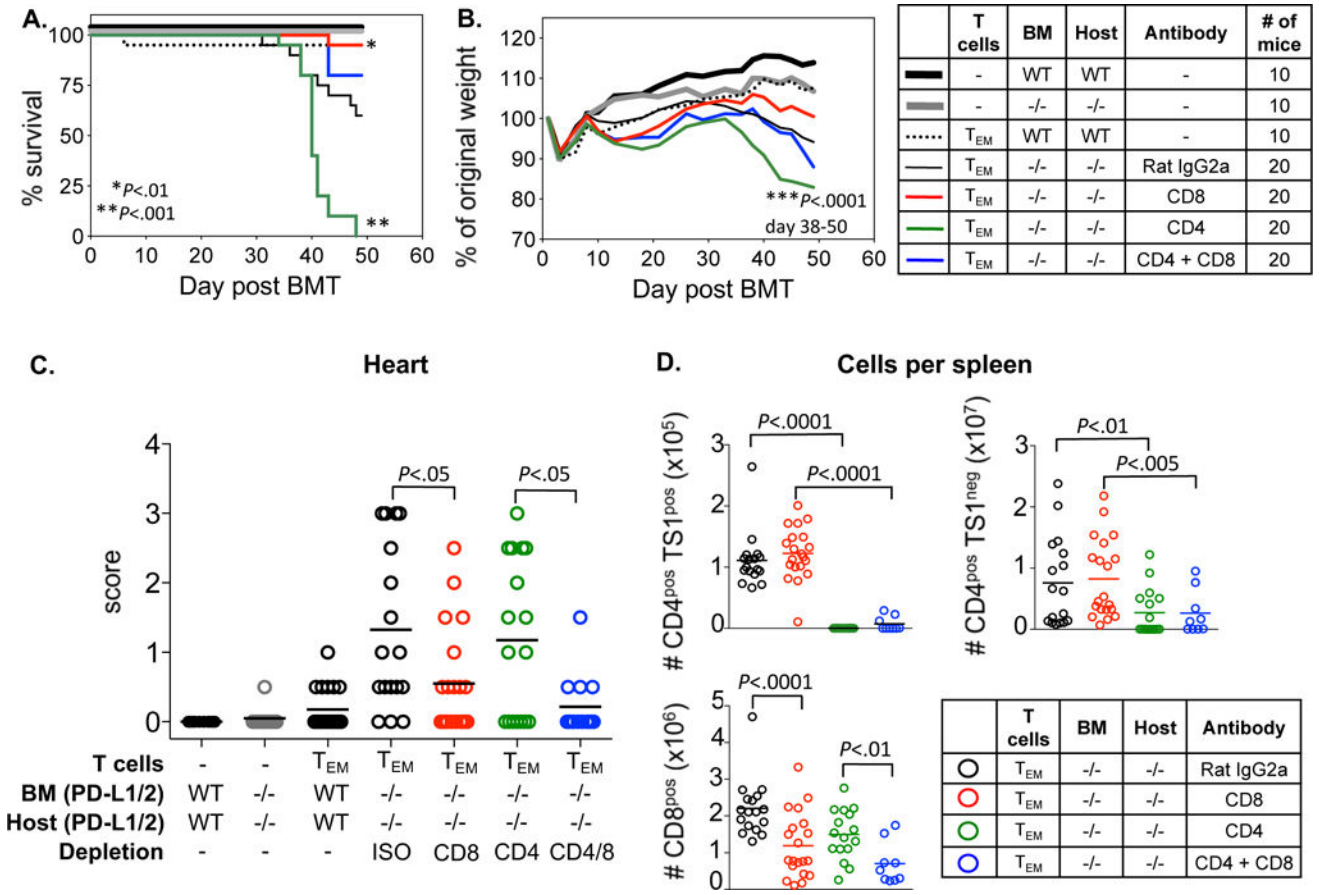 A.
% survival
100
75
50
25
0
*
*P<.01
**P<.001
**
0 10 20 30 40 50 60
Day post BMT
B.
% of original weight
120
110
100
90
80
70
***P<.0001
day 38-50
0 10 20 30 40 50 60 70
Day post BMT
T cells BM Host Antibody # of mice
- WT WT - 10
- -/- -/- - 10
TEM WT WT - 10
TEM -/- -/- Rat IgG2a 20
TEM -/- -/- CD8 20
TEM -/- -/- CD4 20
TEM -/- -/- CD4 + CD8 20
C. Heart
score
4
3
2
1
0
P<.05 P<.05
T cells - - TEM TEM TEM TEM TEM
BM (PD-L1/2) WT -/- WT -/- -/- -/- -/-
Host (PD-L1/2) WT -/- WT -/- -/- -/- -/-
Depletion - - - ISO CD8 CD4 CD4/8
D. Cells per spleen
# CD4pos TS1pos (x10^5)
3
2
1
0
P<.0001
P<.0001
# CD4pos TS1neg (x10^7)
3
2
1
0
P<.01
P<.005
# CD8pos (x10^6)
5
4
3
2
1
0
P<.0001
P<.01
T cells BM Host Antibody
TEM -/- -/- Rat IgG2a
TEM -/- -/- CD8
TEM -/- -/- CD4
TEM -/- -/- CD4 + CD8